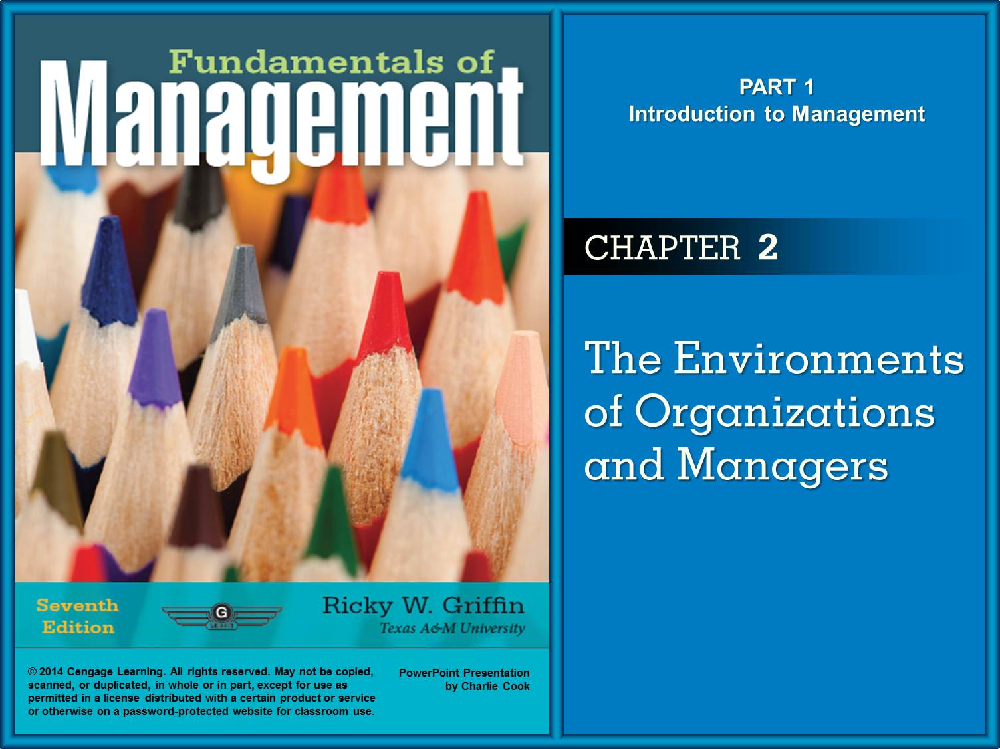 Fundamentals of
Management
Seventh
Edition
G
Ricky W. Griffin
Texas A&M University
© 2014 Cengage Learning. All rights reserved. May not be copied,
scanned, or duplicated, in whole or in part, except for use as
permitted in a license distributed with a certain product or service
or otherwise on a password-protected website for classroom use.
PowerPoint Presentation
by Charlie Cook
PART 1
Introduction to Management
CHAPTER 2
The Environments
of Organizations
and Managers